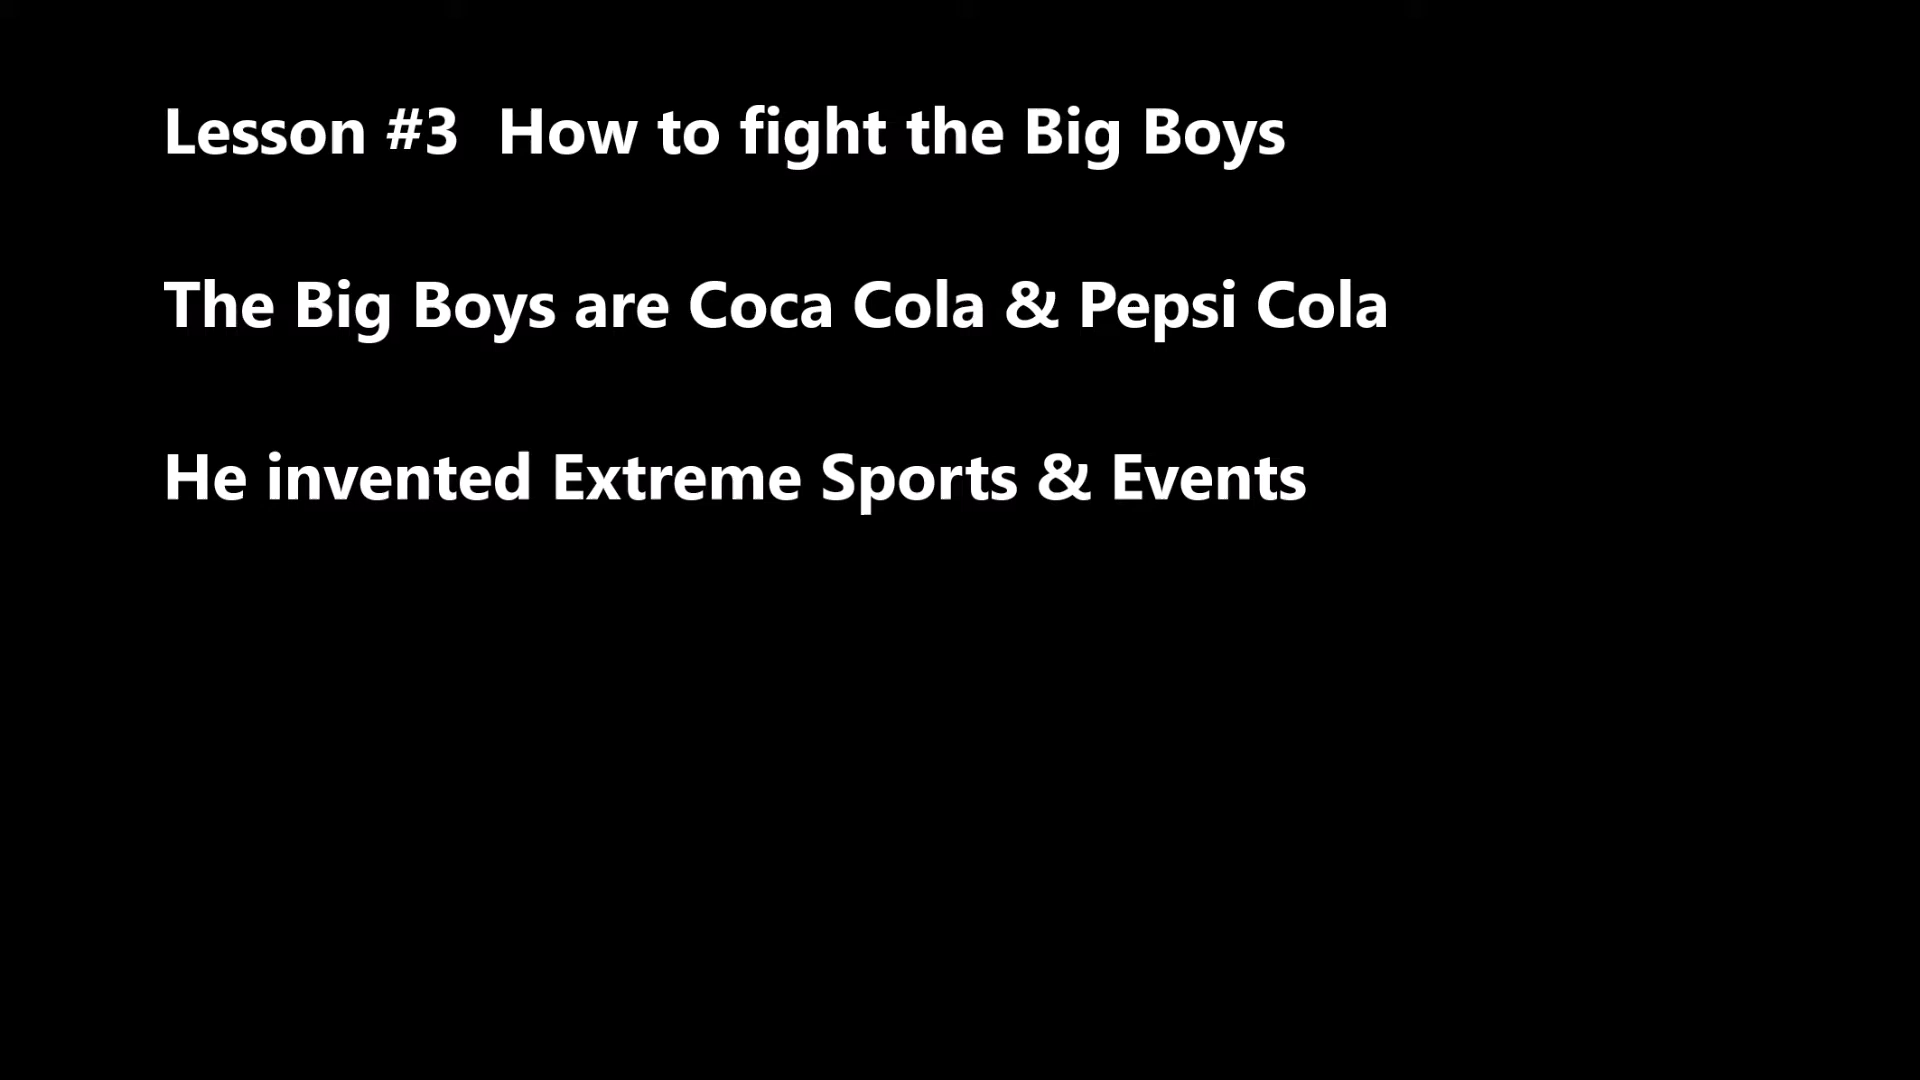 Lesson #3  How to fight the Big Boys
The Big Boys are Coca Cola & Pepsi Cola
He invented Extreme Sports & Events